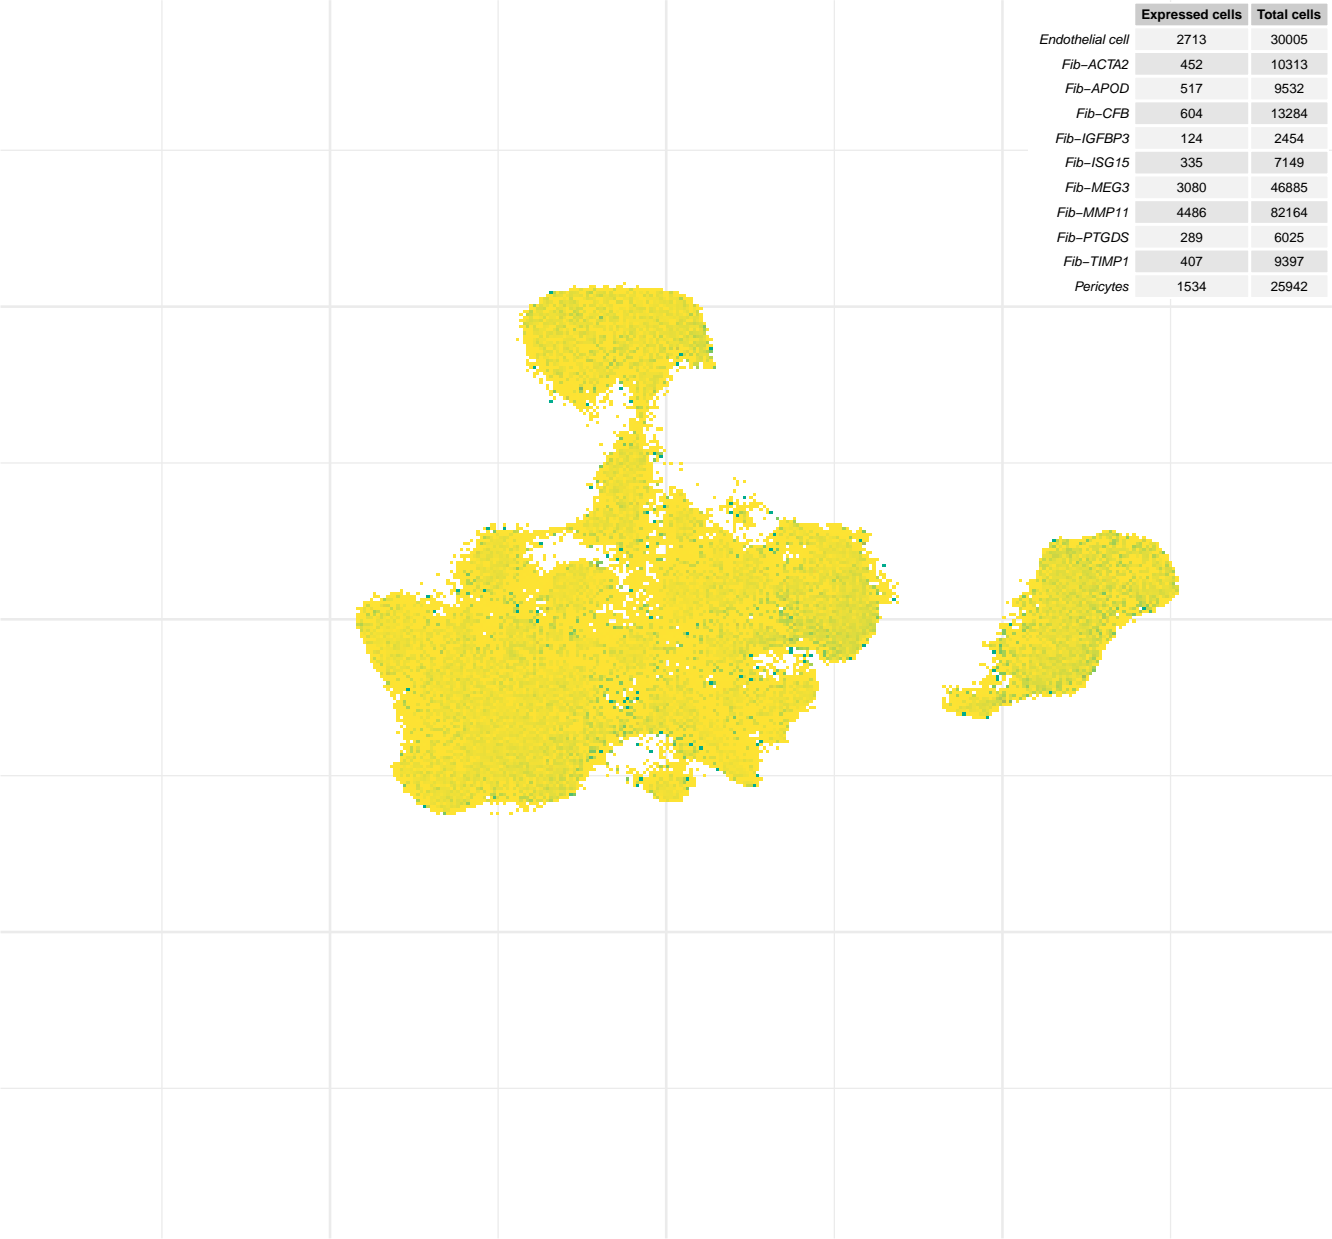 Expressed cells Total cells
Endothelial cell 2713 30005
Fib−ACTA2 452 10313
Fib−APOD 517 9532
Fib−CFB 604 13284
Fib−IGFBP3 124 2454
Fib−ISG15 335 7149
Fib−MEG3 3080 46885
Fib−MMP11 4486 82164
Fib−PTGDS 289 6025
Fib−TIMP1 407 9397
Pericytes 1534 25942